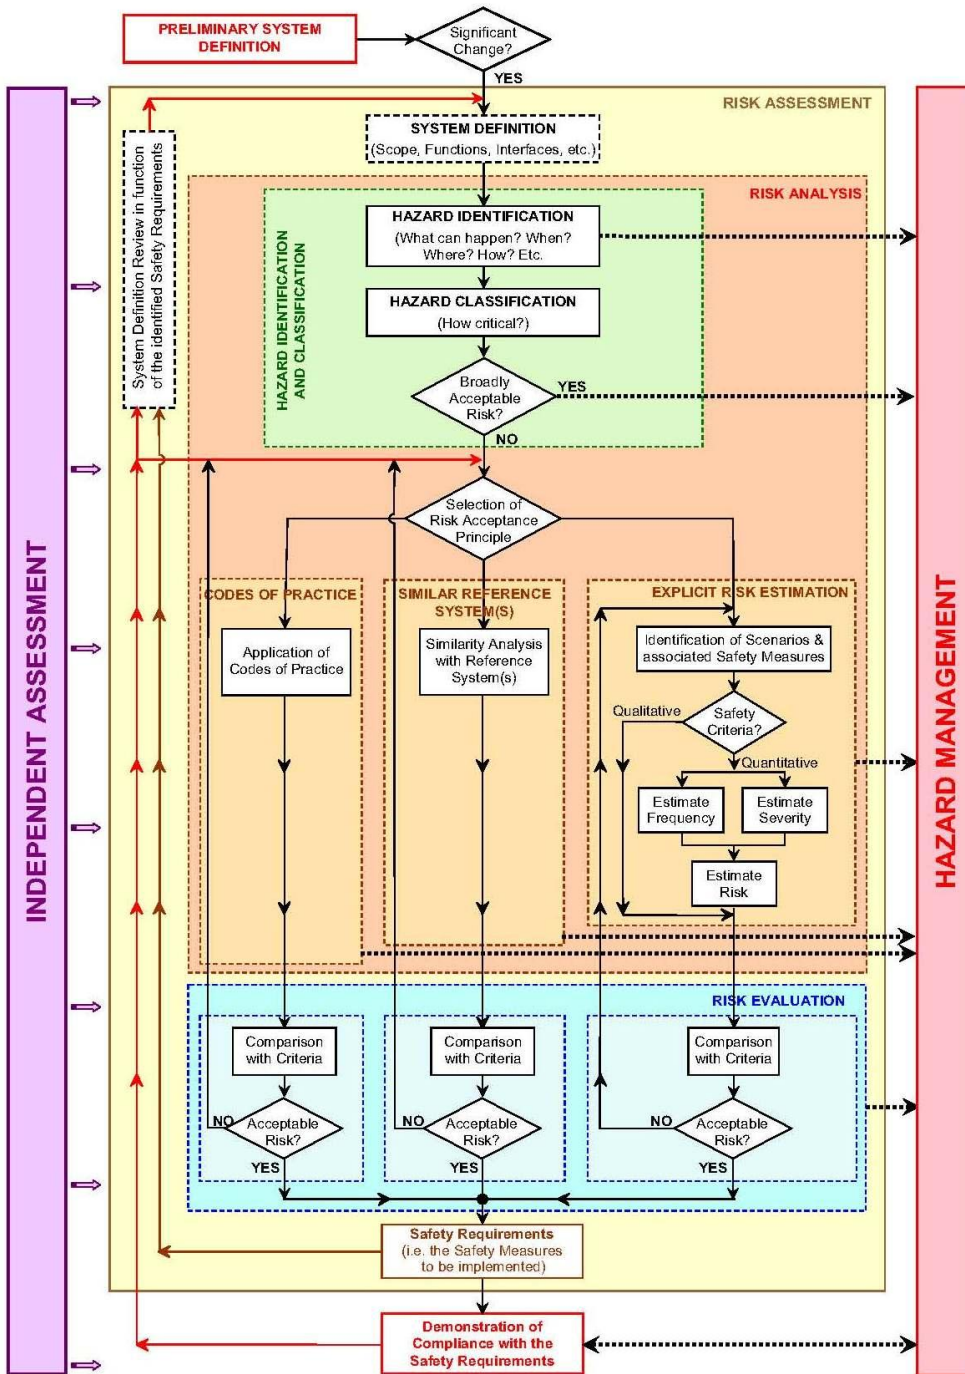 PRELIMINARY SYSTEM
DEFINITION
Significant
Change?
YES
RISK ASSESSMENT
INDEPENDENT ASSESSMENT
HAZARD MANAGEMENT
System Definition Review in function
of the identified Safety Requirements
SYSTEM DEFINITION
(Scope, Functions, Interfaces, etc.)
RISK ANALYSIS
HAZARD IDENTIFICATION
AND CLASSIFICATION
HAZARD IDENTIFICATION
(What can happen? When?
Where? How? Etc.
HAZARD CLASSIFICATION
(How critical?)
Broadly
Acceptable
Risk?
YES
NO
Selection of
Risk Acceptance
Principle
CODES OF PRACTICE
Application of
Codes of Practice
SIMILAR REFERENCE
SYSTEM(S)
Similarity Analysis
with Reference
System(s)
EXPLICIT RISK ESTIMATION
Identification of Scenarios &
associated Safety Measures
Qualitative
Safety
Criteria?
Quantitative
Estimate
Frequency
Estimate
Severity
Estimate
Risk
RISK EVALUATION
Comparison
with Criteria
NO
Acceptable
Risk?
YES
Comparison
with Criteria
NO
Acceptable
Risk?
YES
Comparison
with Criteria
NO
Acceptable
Risk?
YES
Safety Requirements
(i.e. the Safety Measures
to be implemented)
Demonstration of
Compliance with the
Safety Requirements